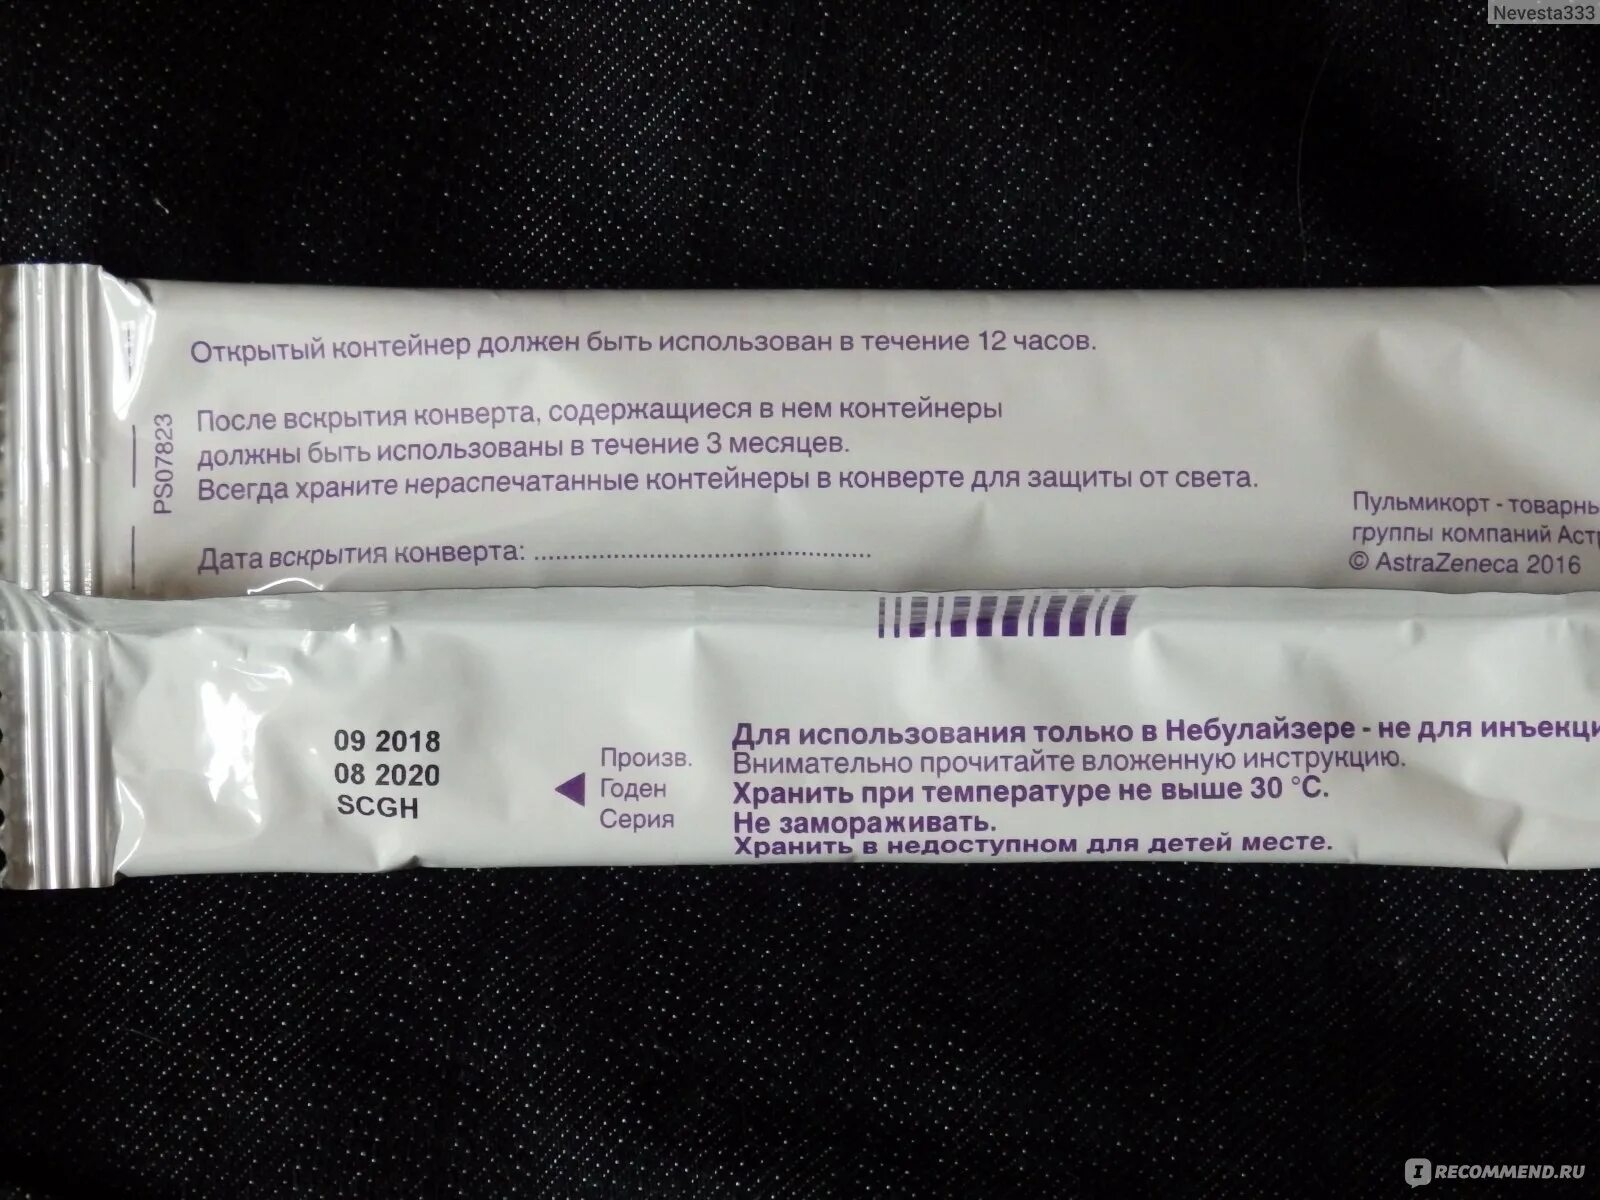 Nevesta333
Открытый контейнер должен быть использован в течение 12 часов.
После вскрытия конверта, содержащиеся в нем контейнеры
должны быть использованы в течение 3 месяцев.
Всегда храните нераспечатанные контейнеры в конверте для защиты от света.
Дата вскрытия конверта: ......................................................
PS07823
Пульмикорт - товарны
группы компаний Аст
© AstraZeneca 2016
09 2018
08 2020
SCGH
Произв.
Годен
Серия
Для использования только в Небулайзере - не для инъекци
Внимательно прочитайте вложенную инструкцию.
Хранить при температуре не выше 30 °C.
Не замораживать.
Хранить в недоступном для детей месте.
IRECOMMEND.RU